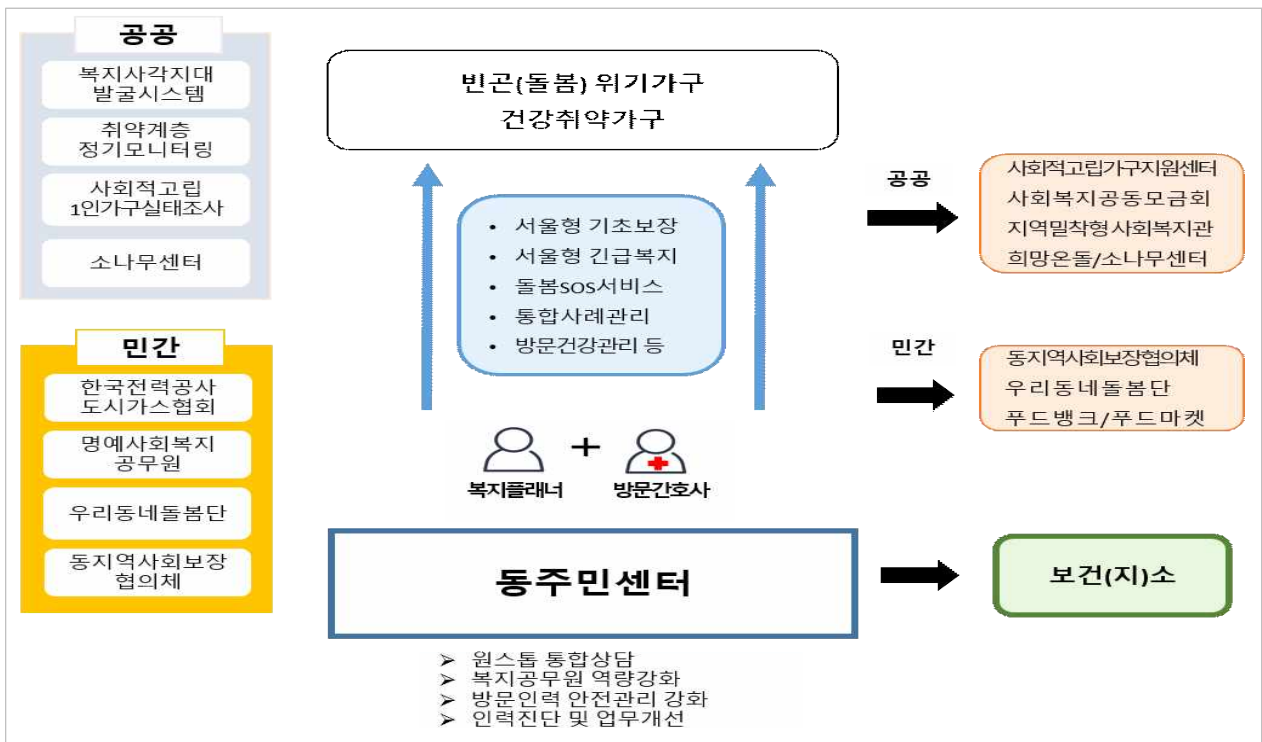 공공
복지사각지대
발굴시스템
취약계층
정기모니터링
사회적고립
1인가구실태조사
소나무센터
민간
한국전력공사
도시가스협회
명예사회복지
공무원
우리동네돌봄단
동지역사회보장
협의체
빈곤(돌봄) 위기가구
건강취약가구
• 서울형 기초보장
• 서울형 긴급복지
• 돌봄sos서비스
• 통합사례관리
• 방문건강관리 등
+
복지플래너
방문간호사
동주민센터
➢ 원스톱 통합상담
➢ 복지공무원 역량강화
➢ 방문인력 안전관리 강화
➢ 인력진단 및 업무개선
공공
사회적고립가구지원센터
사회복지공동모금회
지역밀착형사회복지관
희망온돌/소나무센터
민간
동지역사회보장협의체
우리동네돌봄단
푸드뱅크/푸드마켓
보건(지)소